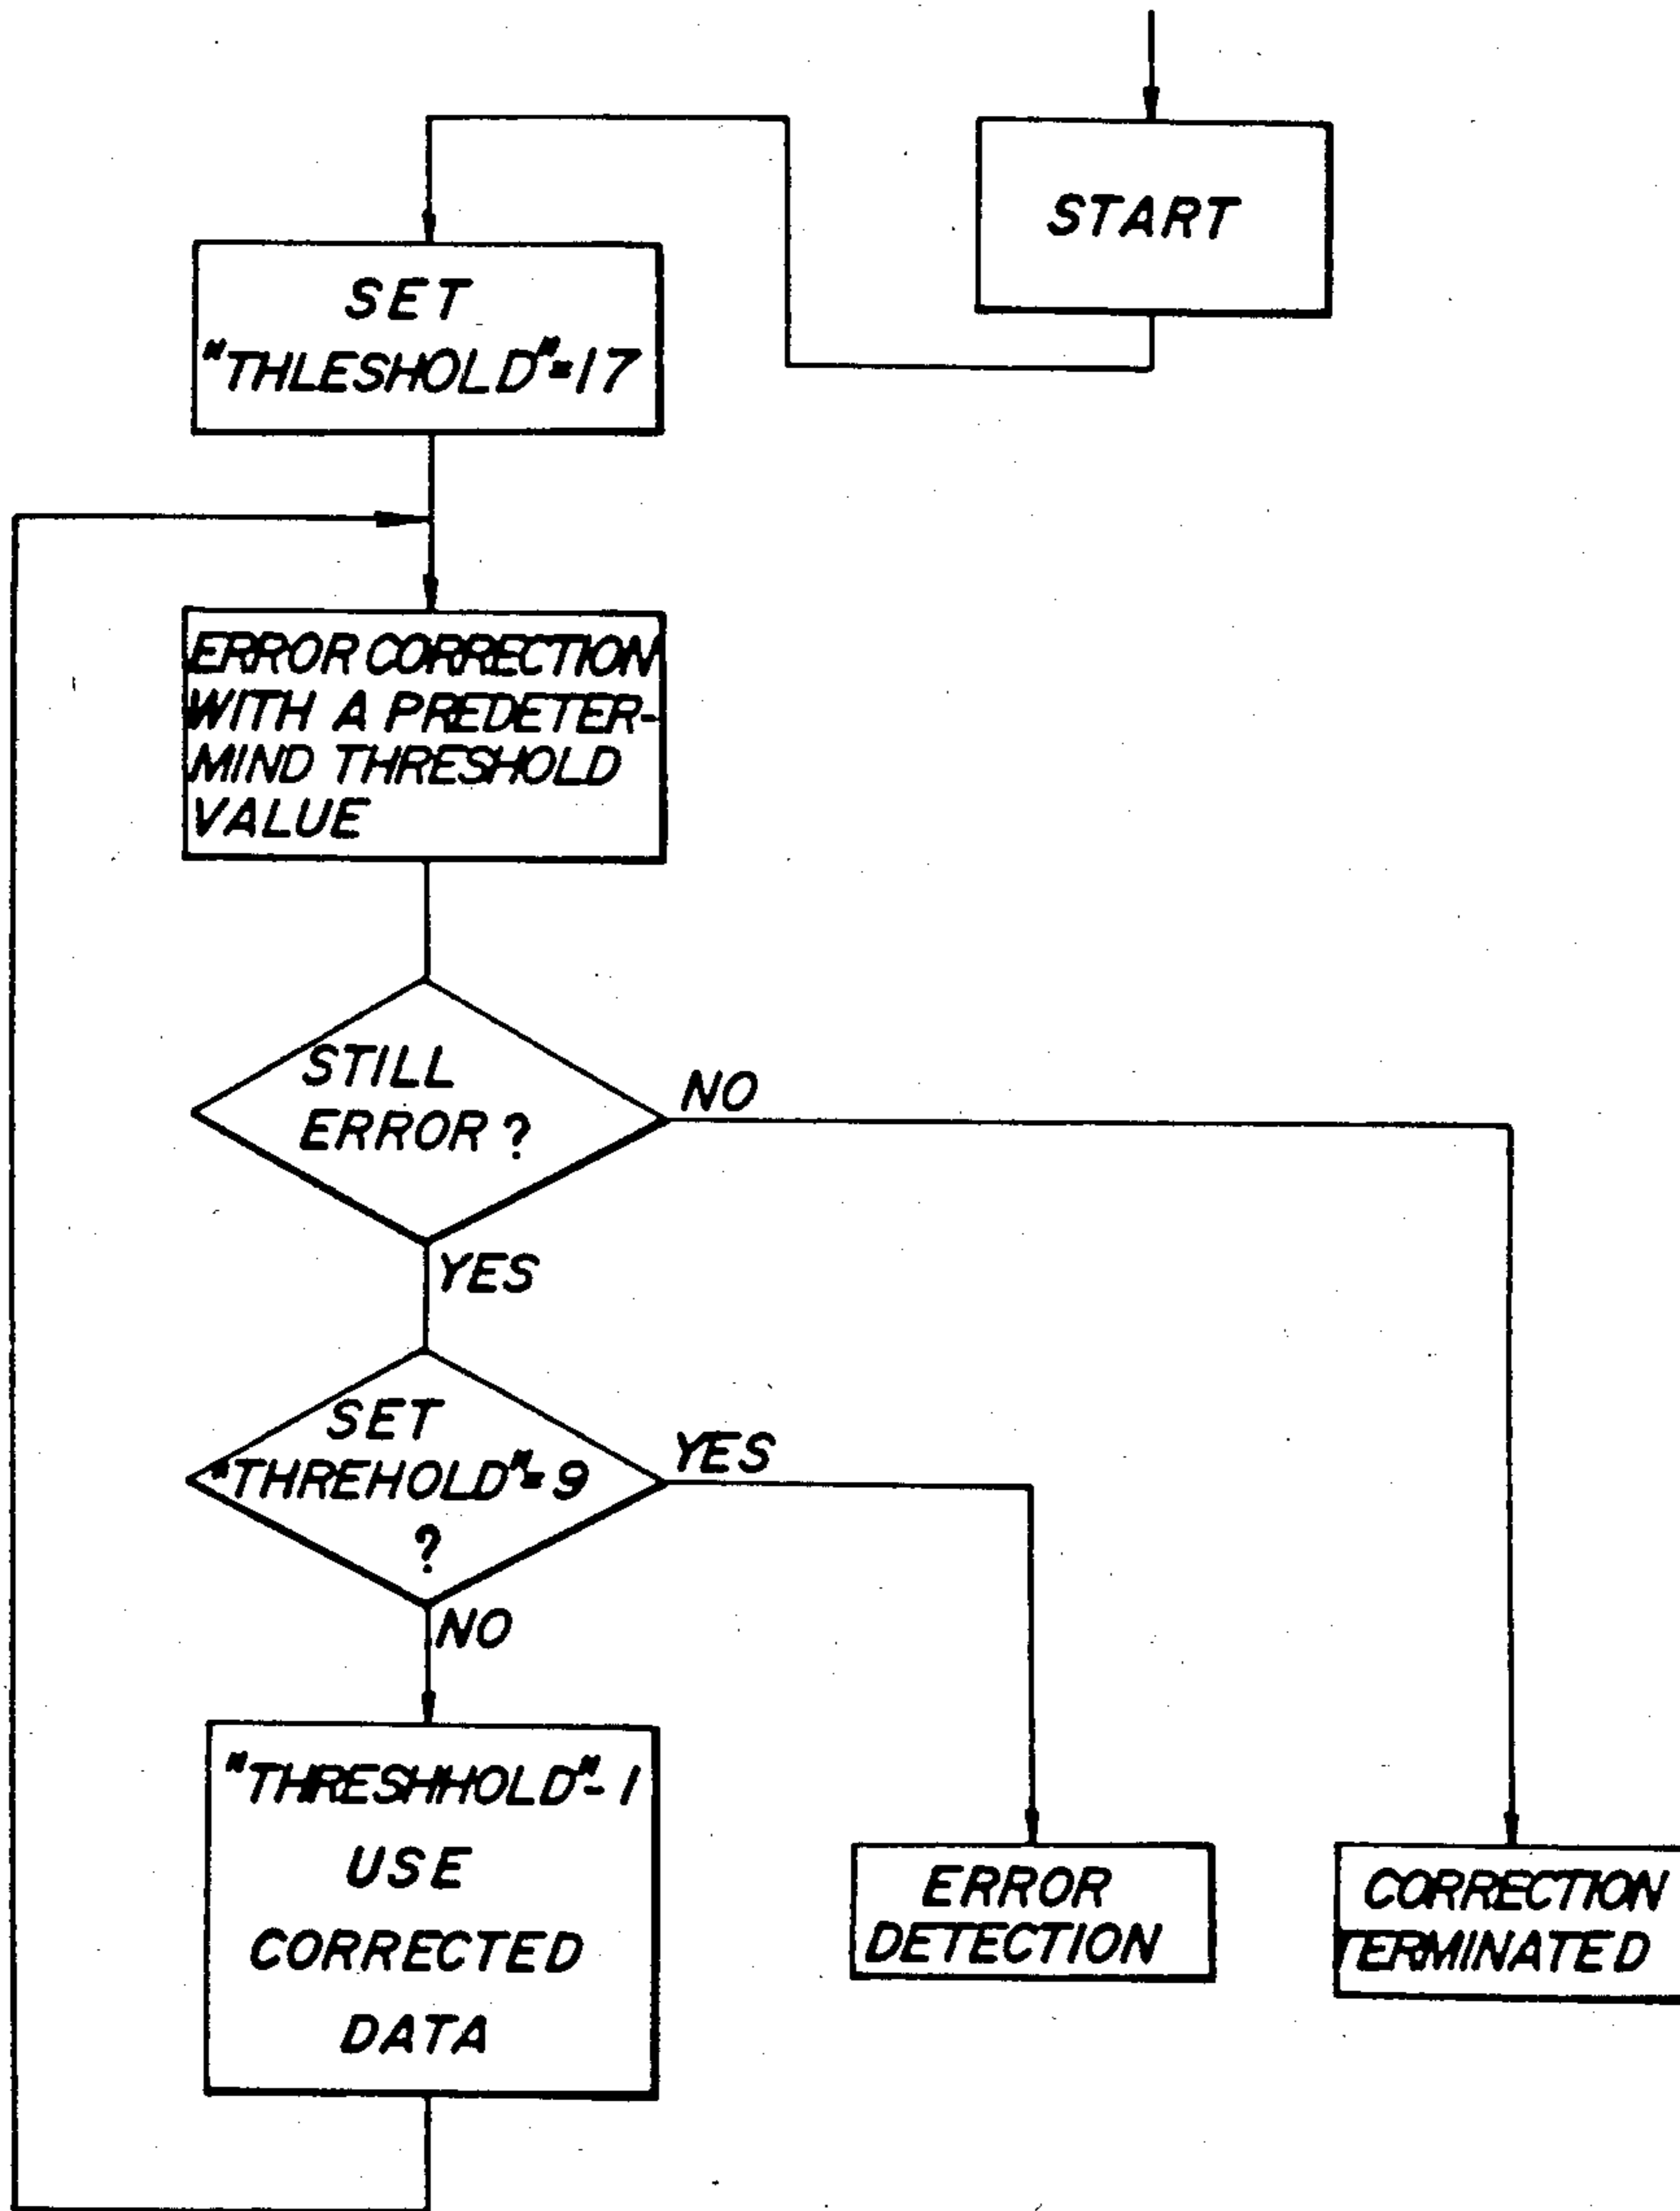 START
SET
"THLESHOLD"=17
ERROR CORRECTION
WITH A PREDETER-
MIND THRESHOLD
VALUE
STILL
ERROR ?
NO
YES
SET
"THREHOLD"=9
?
YES
NO
"THRESHHOLD"-1
USE
CORRECTED
DATA
ERROR
DETECTION
CORRECTION
TERMINATED